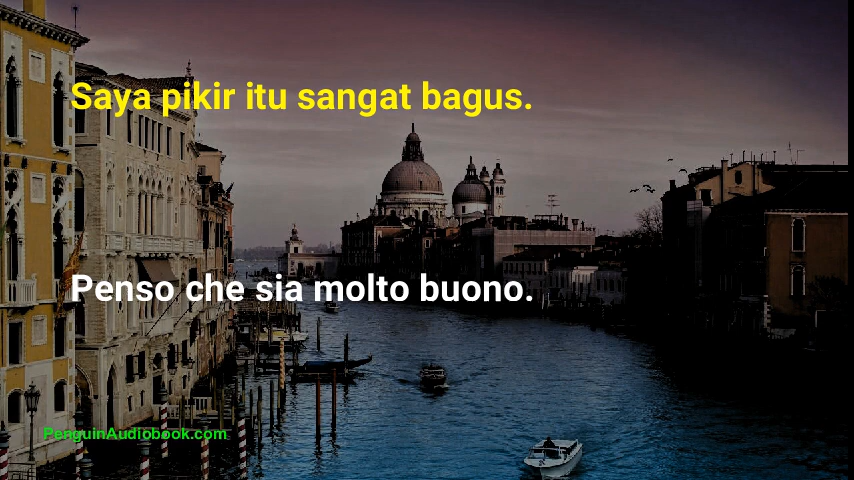 Saya pikir itu sangat bagus.
Penso che sia molto buono.
PenguinAudiobook.com